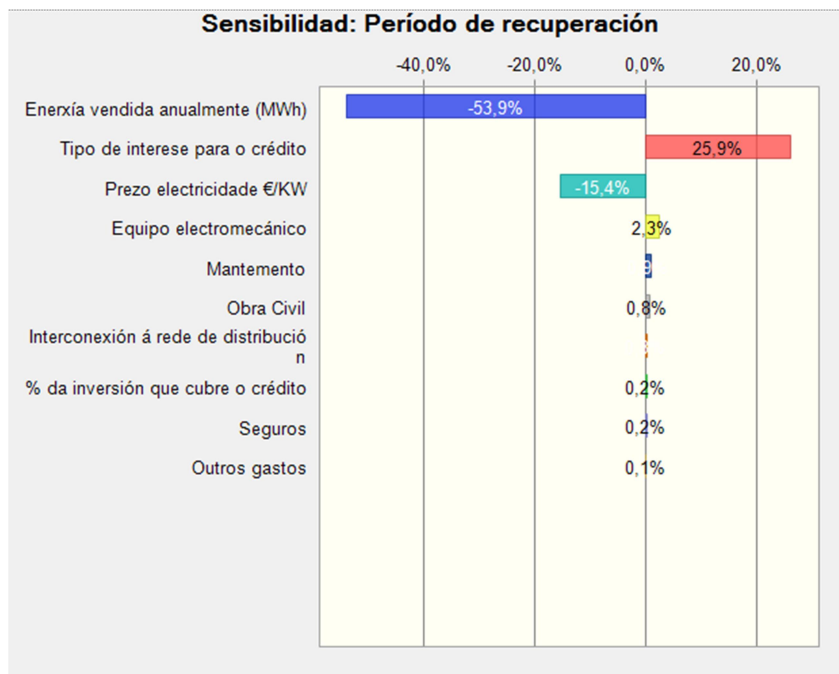 Sensibilidad: Período de recuperación
-40,0% -20,0% 0,0% 20,0%
Enerxía vendida anualmente (MWh) -53,9%
Tipo de interese para o crédito 25,9%
Prezo electricidade €/KW -15,4%
Equipo electromecánico 2,3%
Mantemento
Obra Civil 0,8%
Interconexión á rede de distribució
n
% da inversión que cubre o crédito 0,2%
Seguros 0,2%
Outros gastos 0,1%